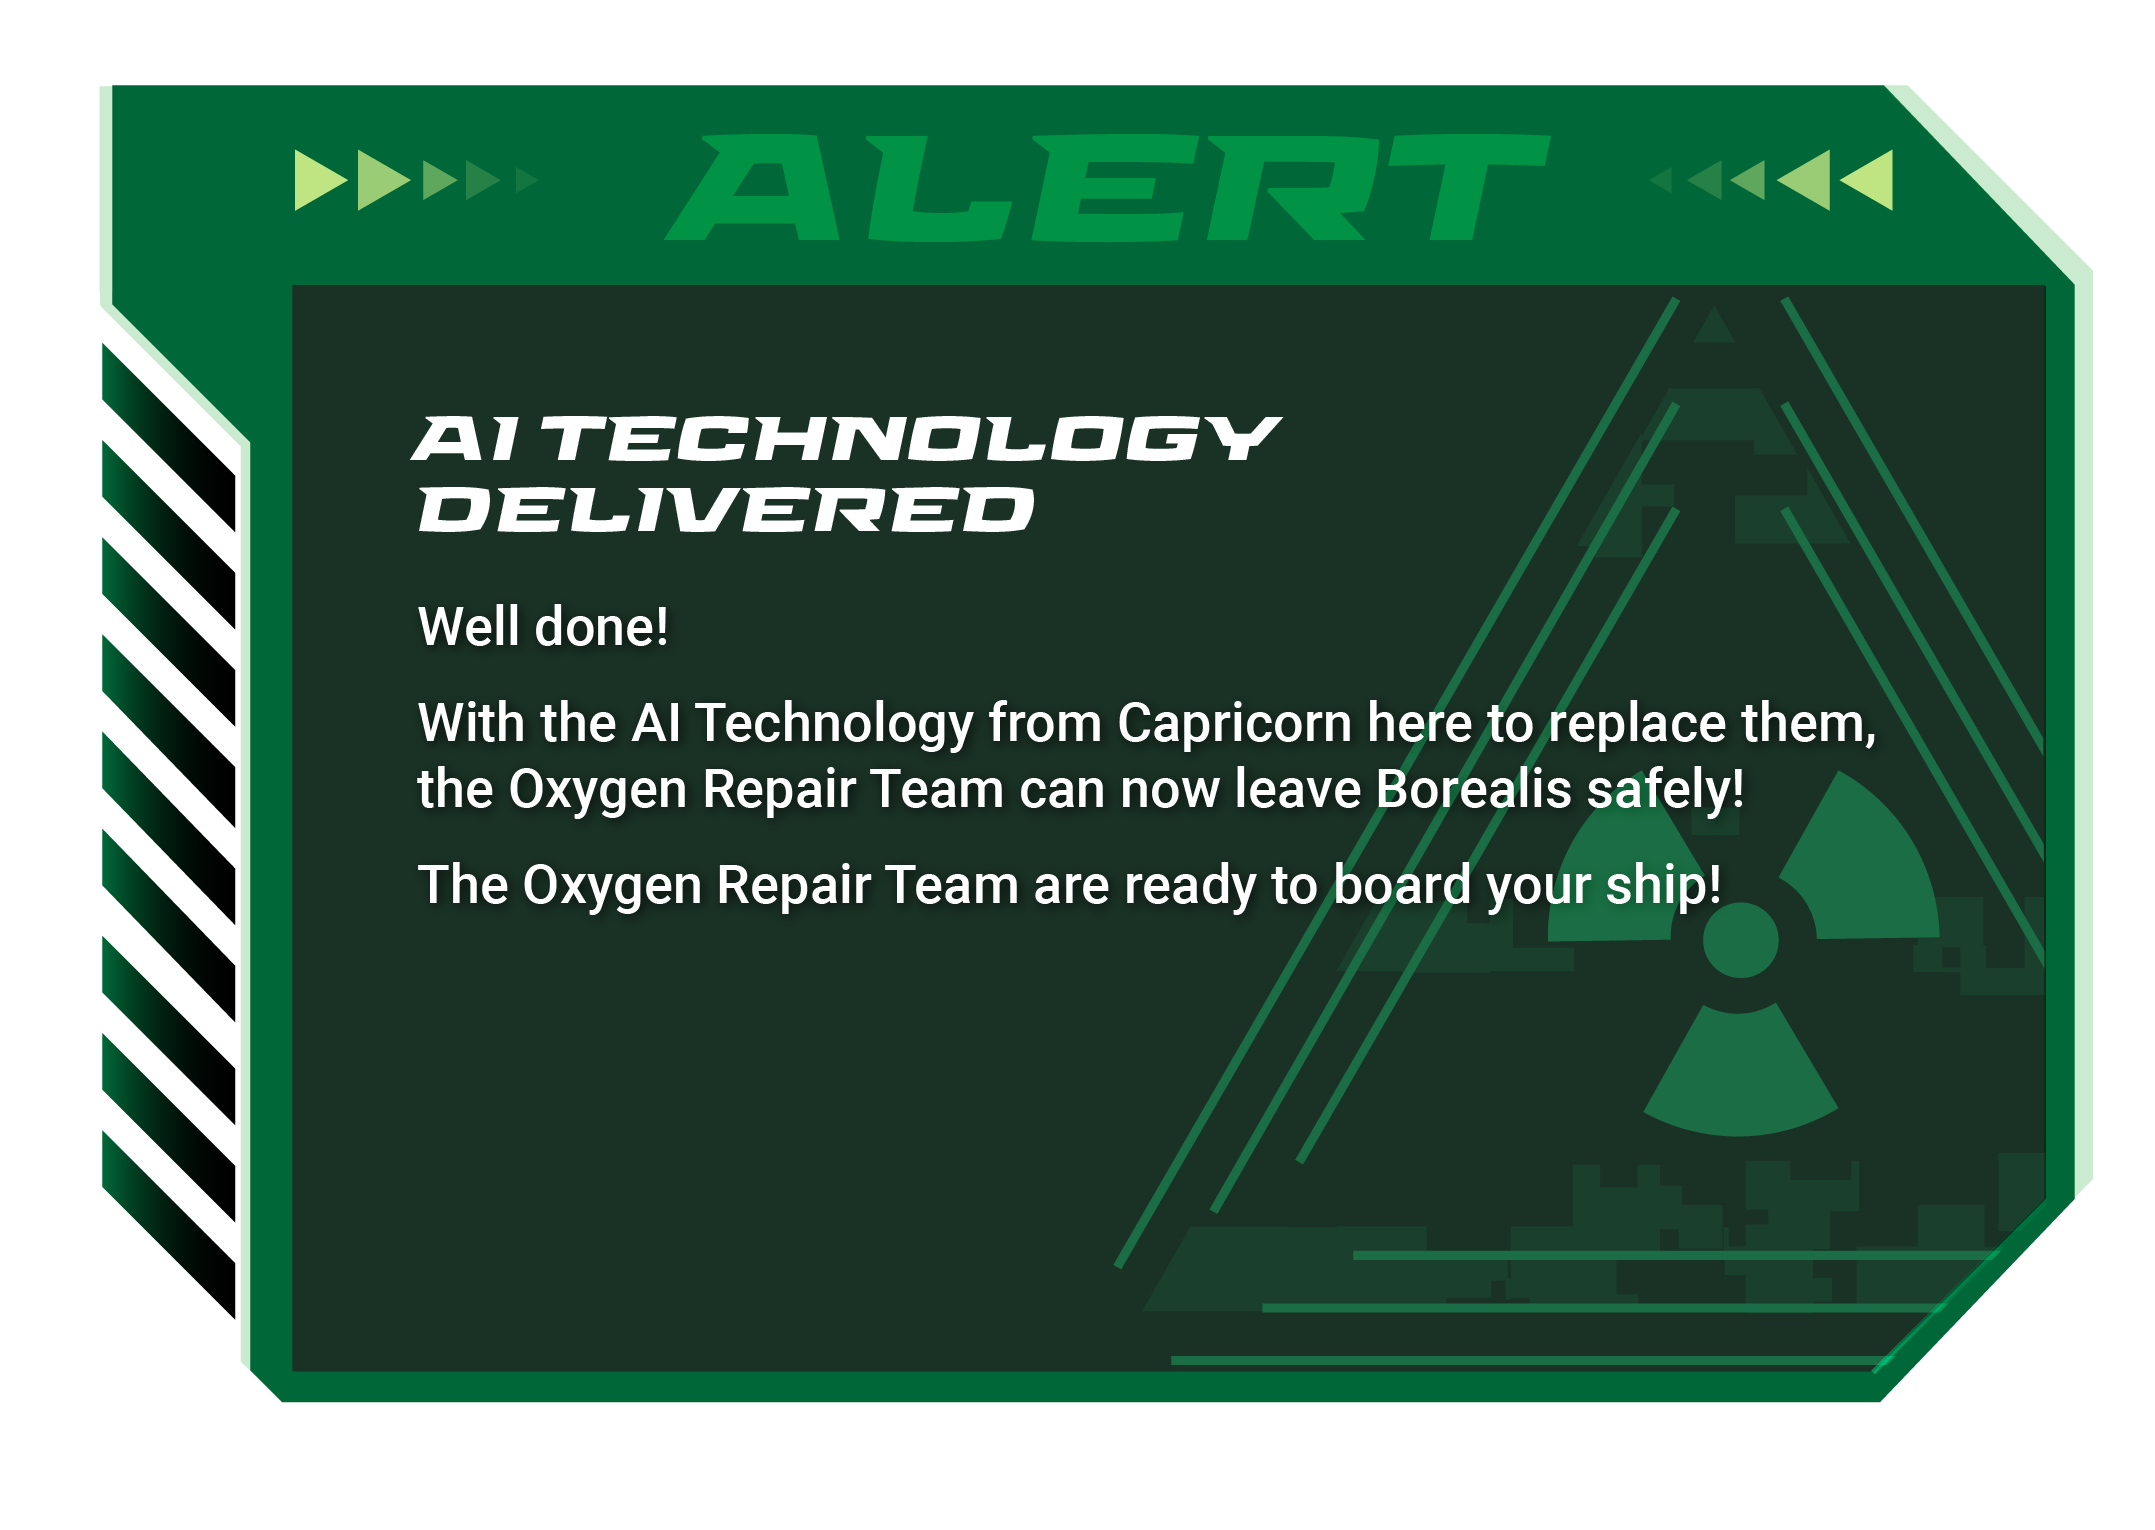 ALERT
AI TECHNOLOGY
DELIVERED
Well done!
With the AI Technology from Capricorn here to replace them,
the Oxygen Repair Team can now leave Borealis safely!
The Oxygen Repair Team are ready to board your ship!